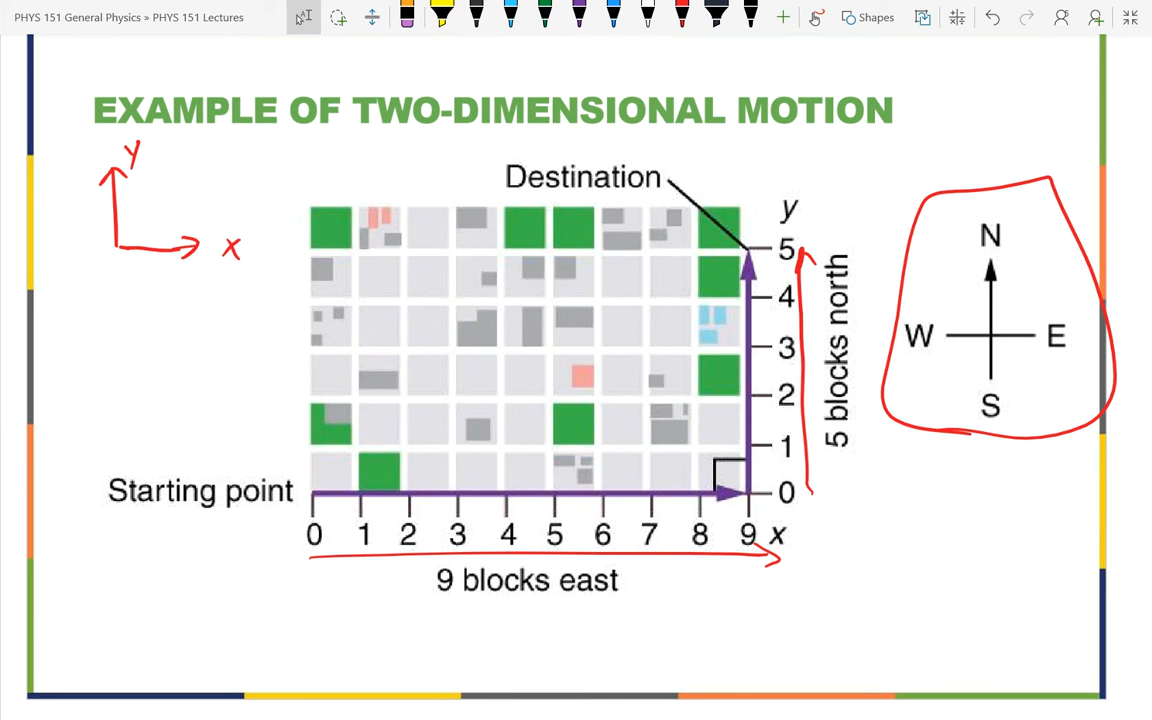 PHYS 151 General Physics » PHYS 151 Lectures
Shapes
EXAMPLE OF TWO-DIMENSIONAL MOTION
y
x
Destination
y
5
4
3
2
1
0
5 blocks north
N
W E
S
Starting point
0 1 2 3 4 5 6 7 8 9 x
9 blocks east